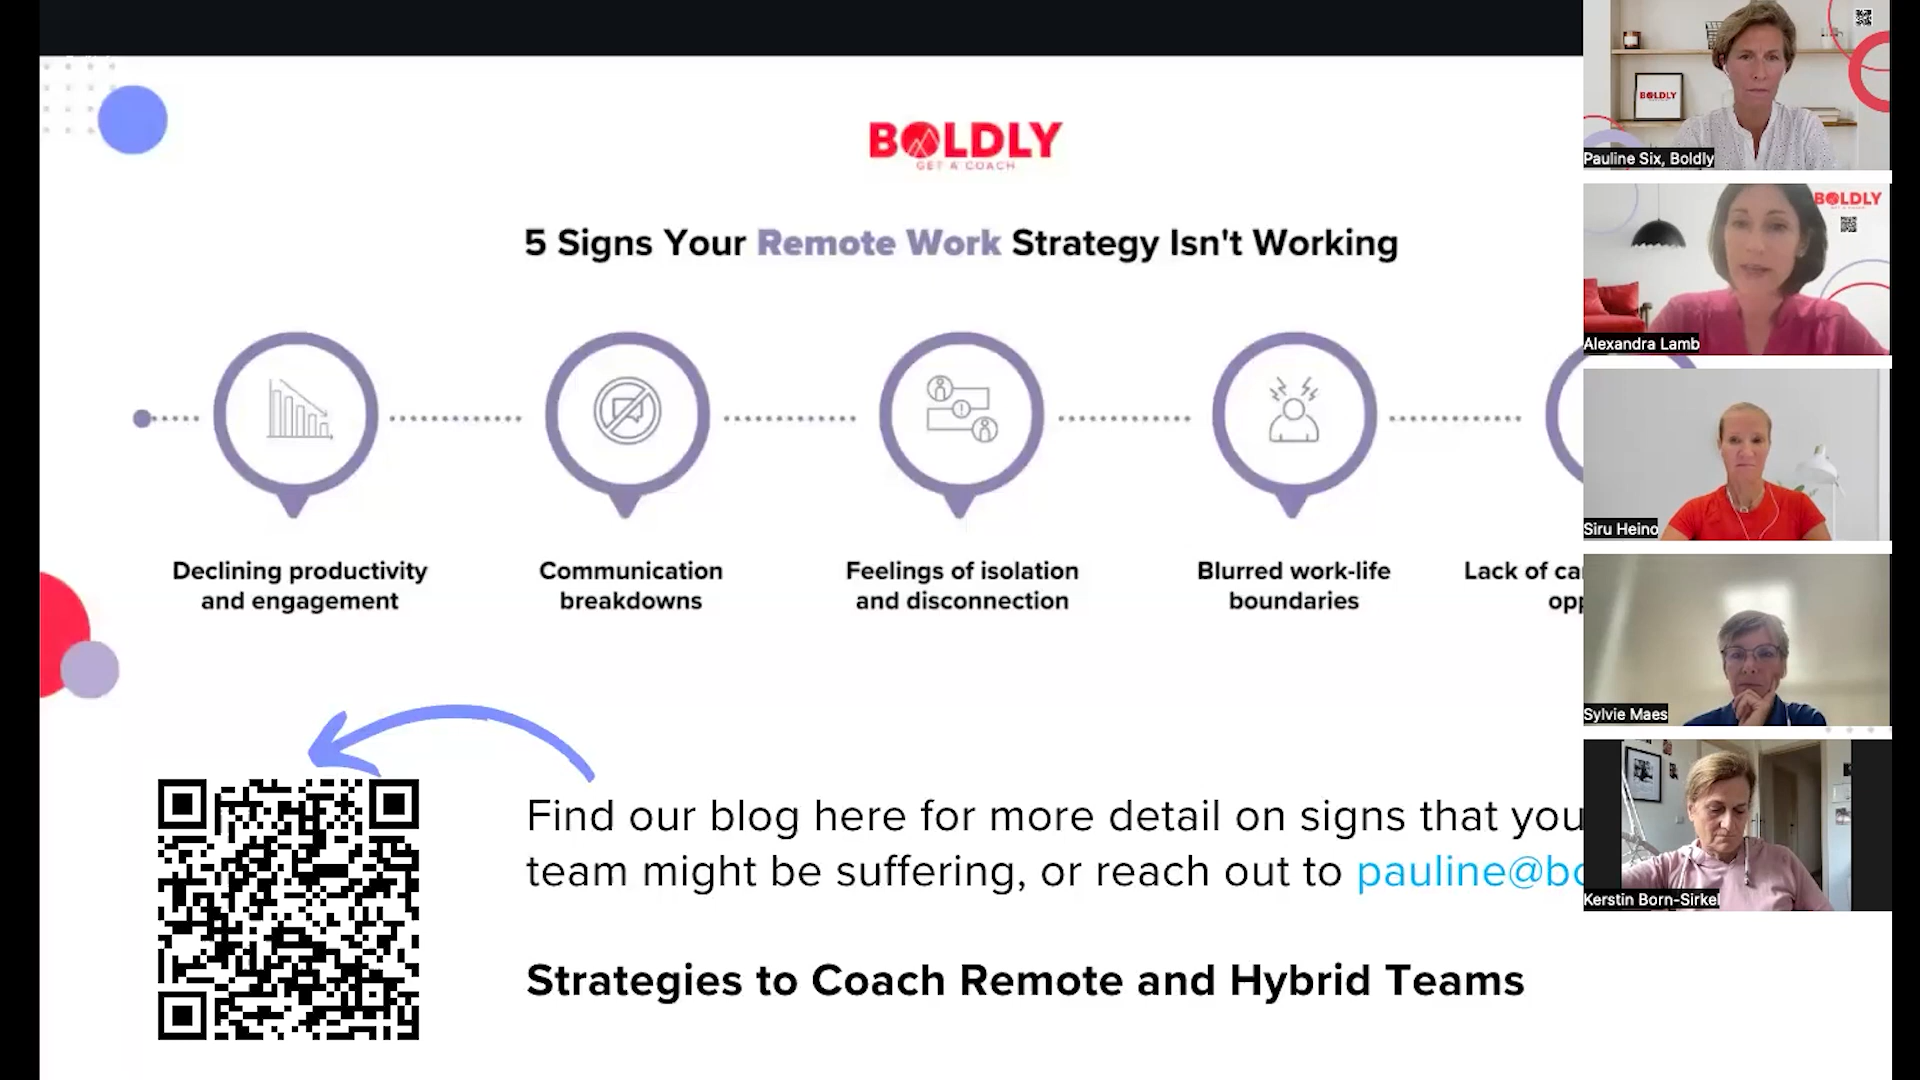 BOLDLY
GET A COACH
5 Signs Your Remote Work Strategy Isn't Working
Declining productivity
and engagement
Communication
breakdowns
Feelings of isolation
and disconnection
Blurred work-life
boundaries
Lack of ca
opp
Find our blog here for more detail on signs that you
team might be suffering, or reach out to pauline@bo
Strategies to Coach Remote and Hybrid Teams
BOLDLY
Pauline Six, Boldly
BOLDLY
Alexandra Lamb
Siru Heino
Sylvie Maes
Kerstin Born-Sirkel